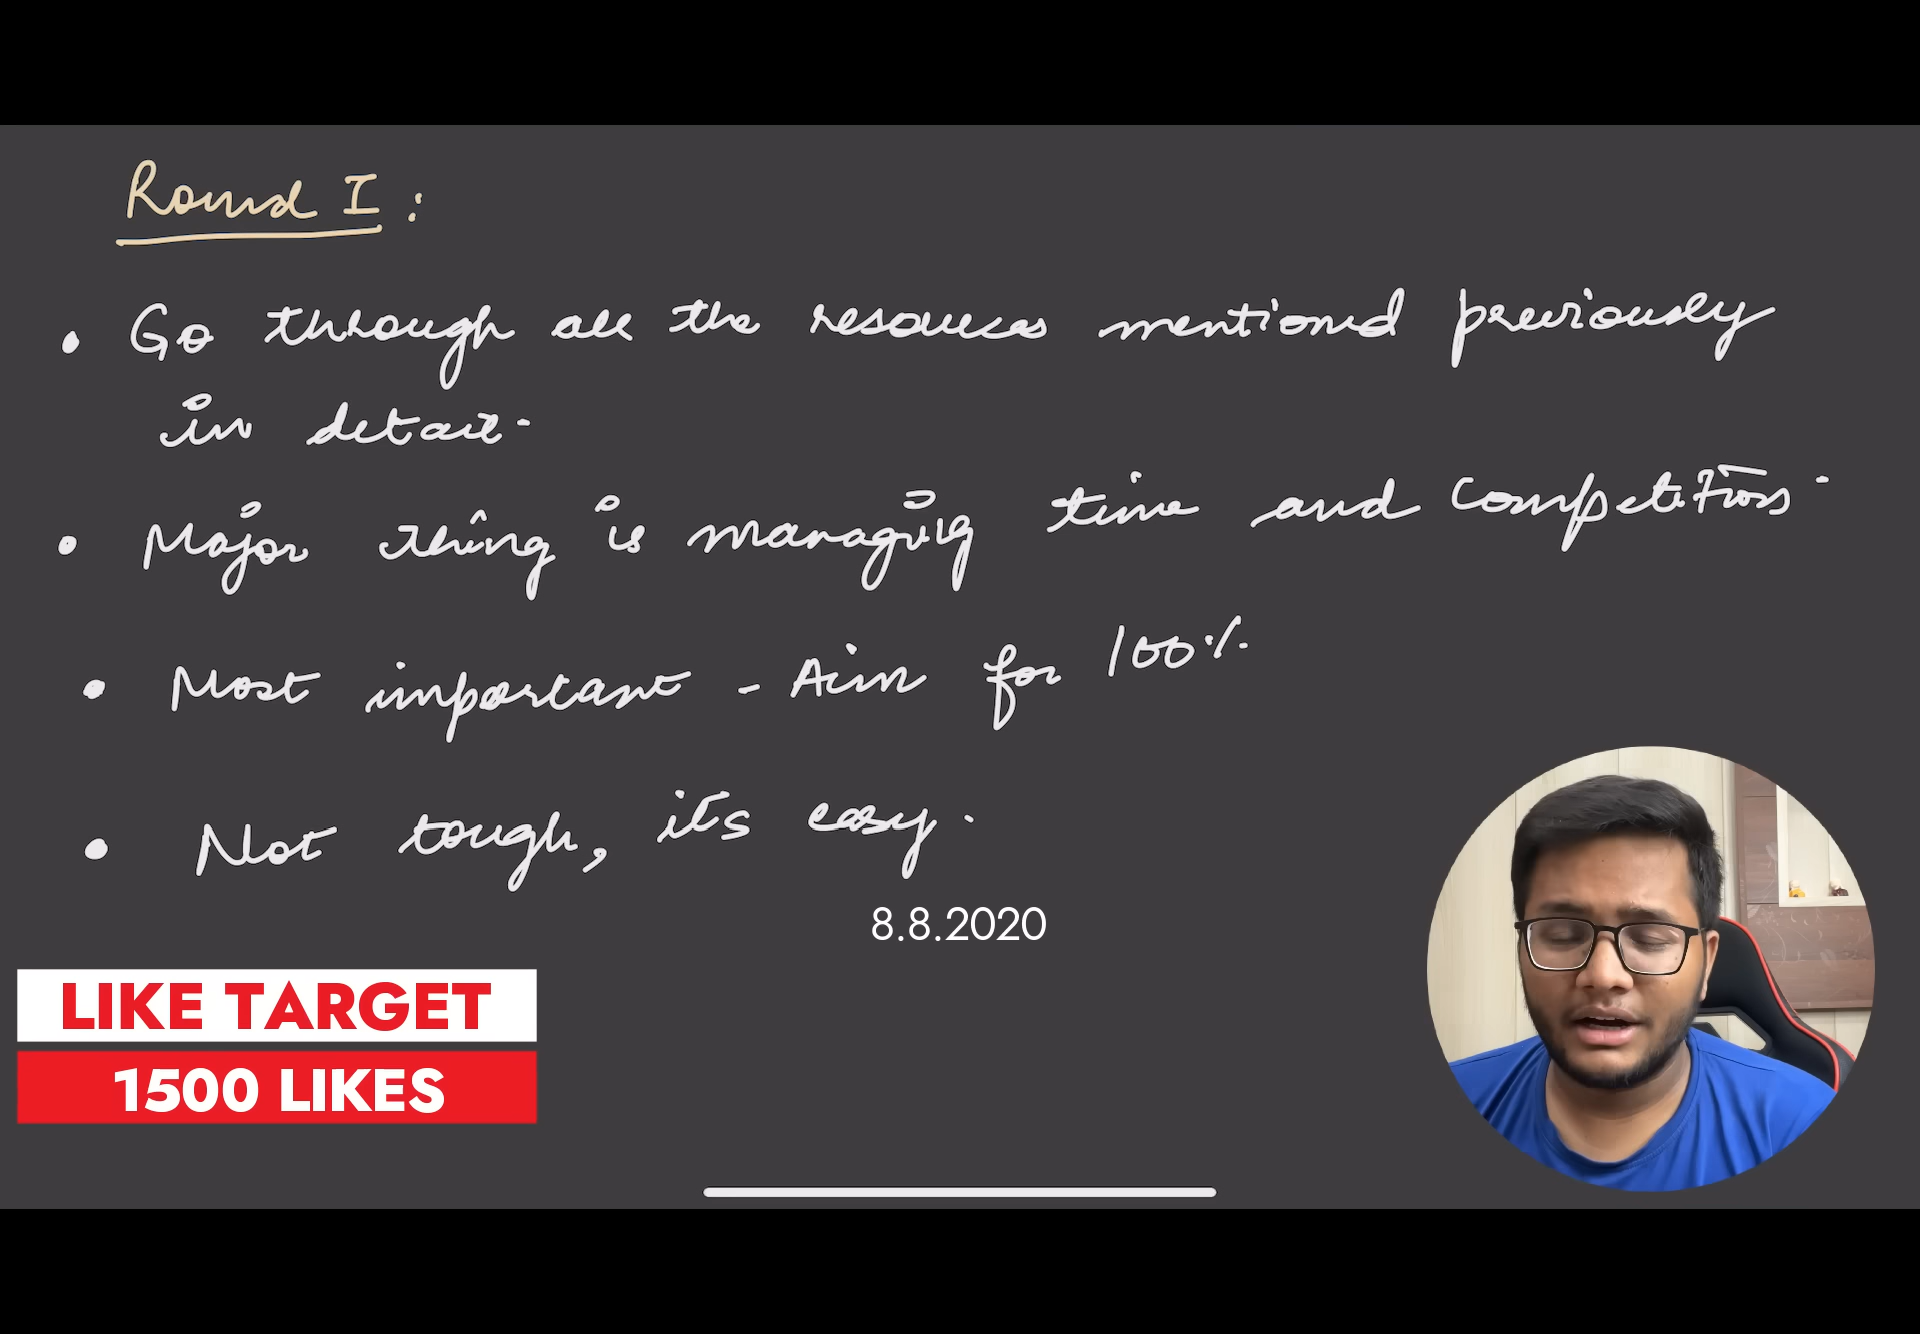 Round I :
• Go through all the resources mentioned previously
in detail.
• Major thing is managing time and competitions.
• Most important - Aim for 100%
• Not tough, its easy.
8.8.2020
LIKE TARGET
1500 LIKES